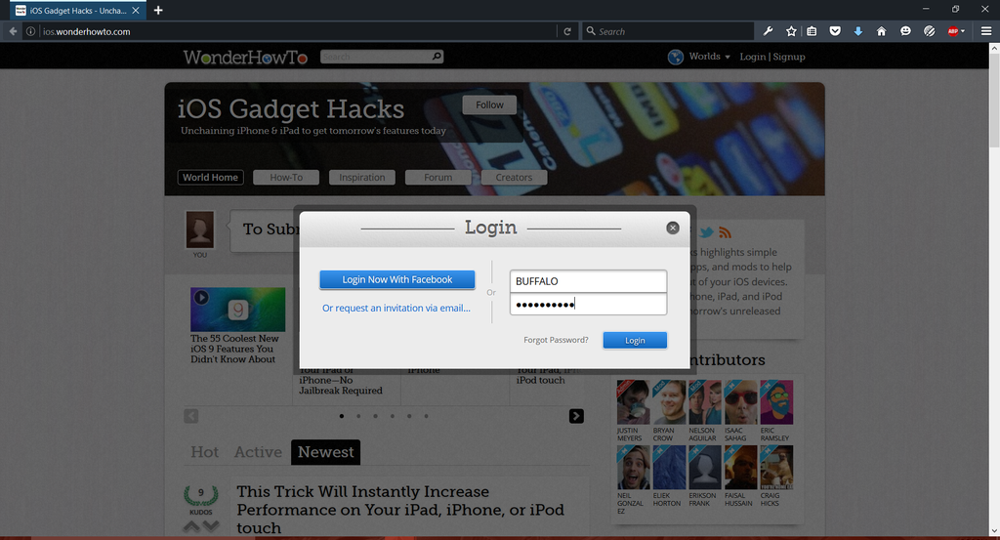 iOS Gadget Hacks - Uncha...
ios.wonderhowto.com
Search
ABP
WonderHowTo
Search
Worlds
Login | Signup
iOS Gadget Hacks
Follow
Unchaining iPhone & iPad to get tomorrow's features today
World Home
How-To
Inspiration
Forum
Creators
YOU
To Sub
Login
Login Now With Facebook
Or request an invitation via email...
Or
BUFFALO
●●●●●●●●●●
Forgot Password?
Login
highlights simple
pps, and mods to help
t of your iOS devices.
hone, iPad, and iPod
morrow's unreleased
9
The 55 Coolest New
iOS 9 Features You
Didn't Know About
Your iPad or
iPhone—No
Jailbreak Required
iPhone
Your iPad, iPh
iPod touch
ntributors
JUSTIN
MEYERS
BRYAN
CROW
NELSON
AGUILAR
ISAAC
SAHAG
ERIC
RAMSLEY
NEIL
GONZAL
EZ
ELIEK
HORTON
ERIKSON
FRANK
FAISAL
HUSSAIN
CRAIG
HICKS
Hot
Active
Newest
9
KUDOS
This Trick Will Instantly Increase
Performance on Your iPad, iPhone, or iPod
touch